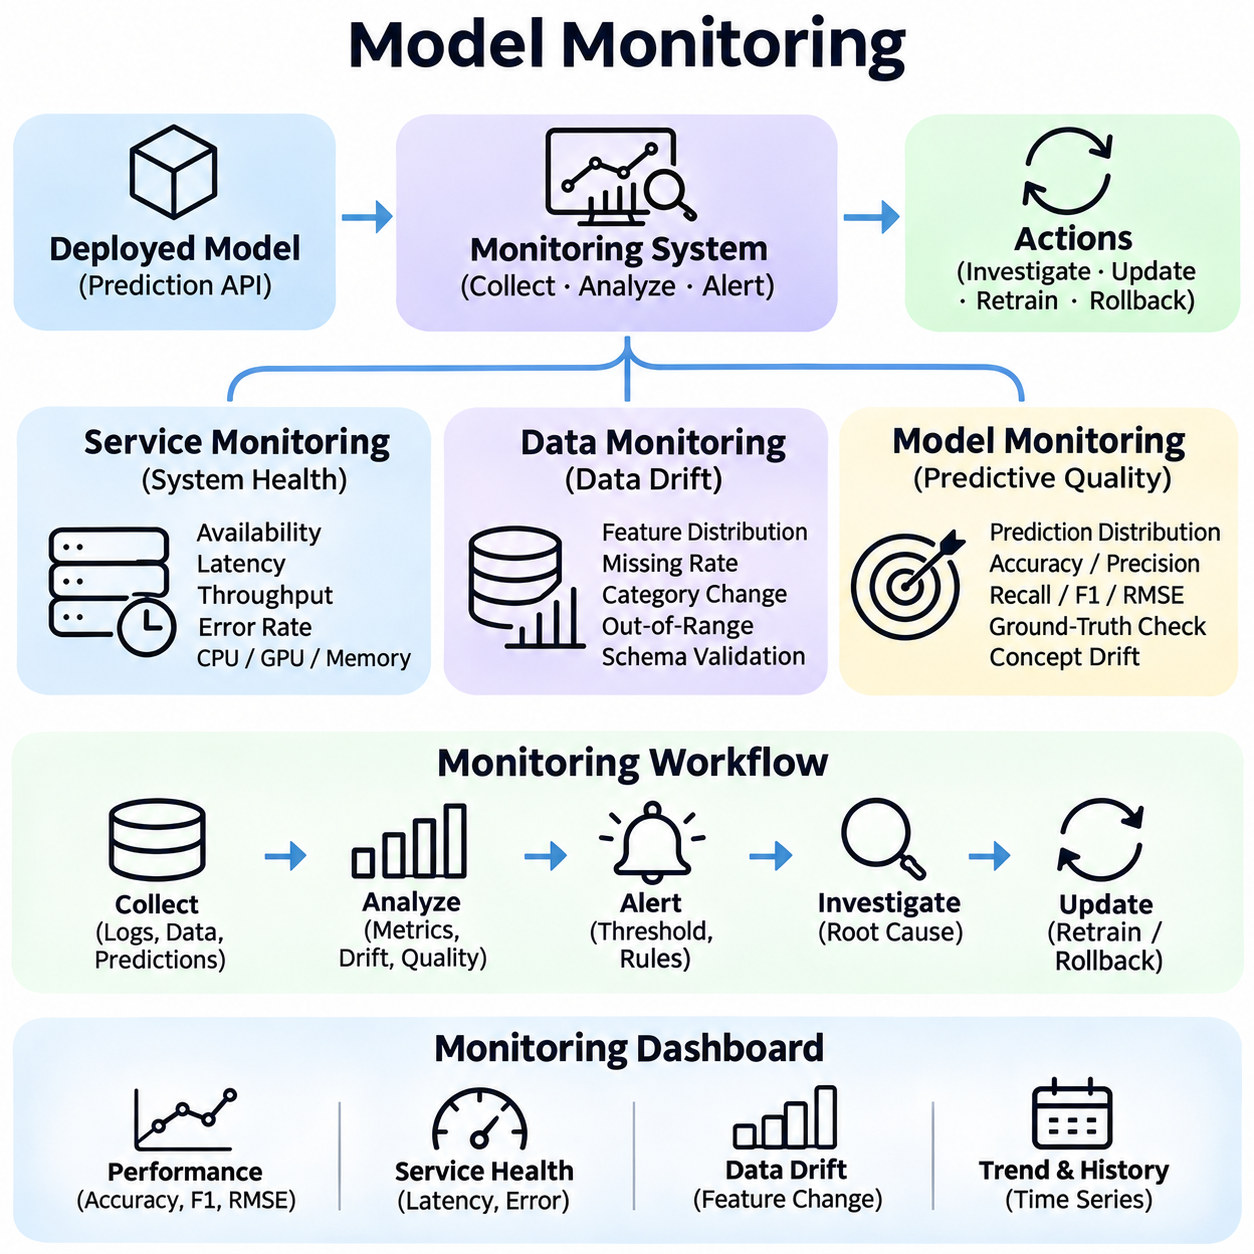 Model Monitoring
Deployed Model
(Prediction API)
Monitoring System
(Collect · Analyze · Alert)
Actions
(Investigate · Update
· Retrain · Rollback)
Service Monitoring
(System Health)
Availability
Latency
Throughput
Error Rate
CPU / GPU / Memory
Data Monitoring
(Data Drift)
Feature Distribution
Missing Rate
Category Change
Out-of-Range
Schema Validation
Model Monitoring
(Predictive Quality)
Prediction Distribution
Accuracy / Precision
Recall / F1 / RMSE
Ground-Truth Check
Concept Drift
Monitoring Workflow
Collect
(Logs, Data,
Predictions)
Analyze
(Metrics,
Drift, Quality)
Alert
(Threshold,
Rules)
Investigate
(Root Cause)
Update
(Retrain /
Rollback)
Monitoring Dashboard
Performance
(Accuracy, F1, RMSE)
Service Health
(Latency, Error)
Data Drift
(Feature Change)
Trend & History
(Time Series)